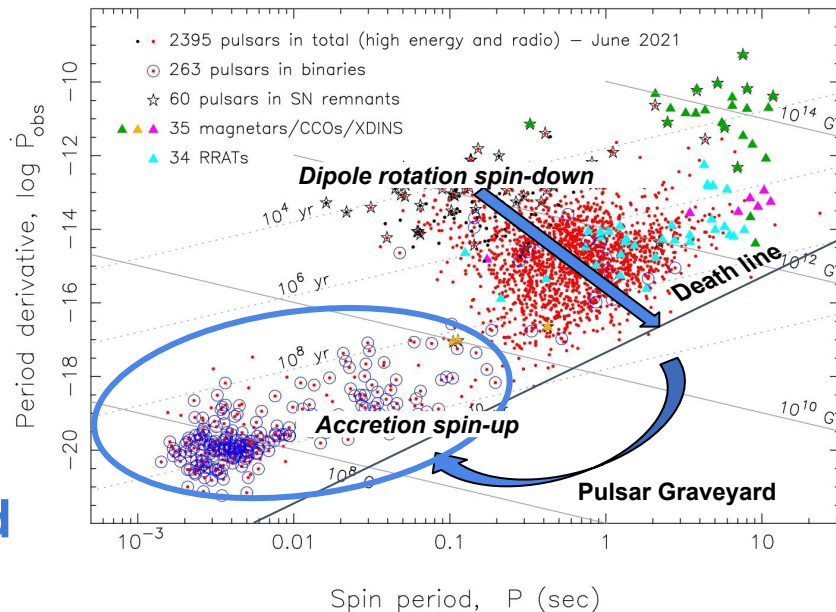 2395 pulsars in total (high energy and radio) – June 2021
263 pulsars in binaries
60 pulsars in SN remnants
35 magnetars/CCOs/XDINS
34 RRATs
Dipole rotation spin-down
10⁴ yr
10⁶ yr
10⁸ yr
10¹⁴ G
10¹² G
10¹⁰ G
10⁸ G
Death line
Accretion spin-up
Pulsar Graveyard
Period derivative, log Ṗobs
−10
−12
−14
−16
−18
−20
10⁻³
0.01
0.1
1
10
Spin period, P (sec)
d